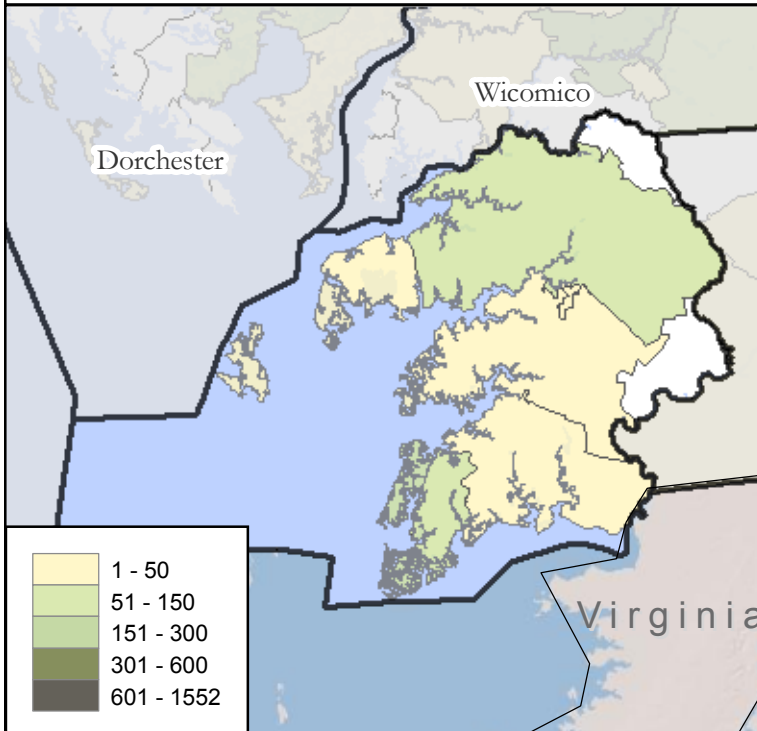 Wicomico
Dorchester
Virginia
1 - 50
51 - 150
151 - 300
301 - 600
601 - 1552